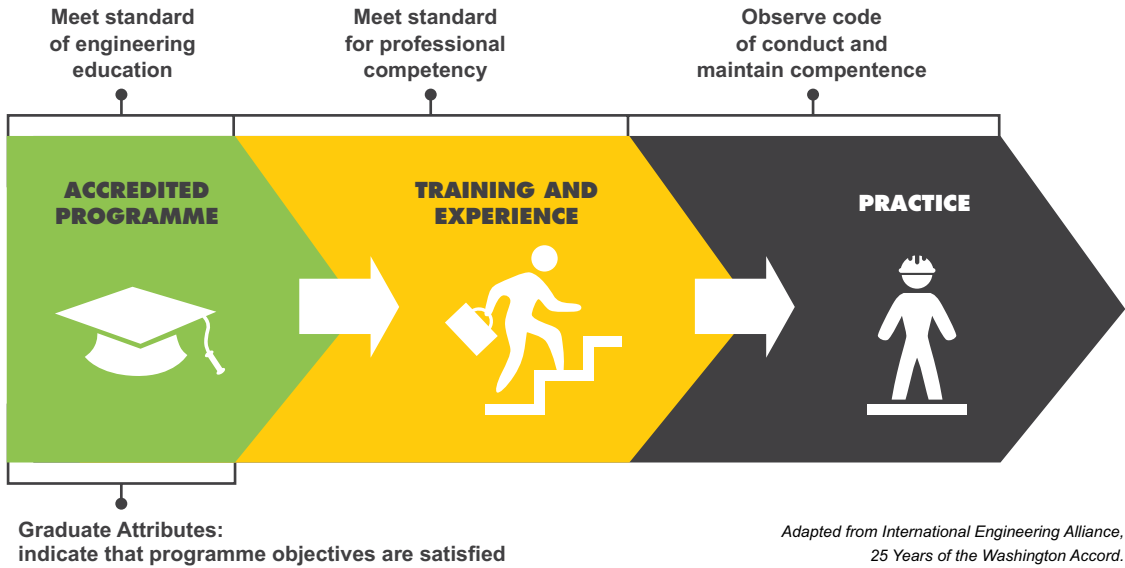 Meet standard
of engineering
education
Meet standard
for professional
competency
Observe code
of conduct and
maintain compentence
ACCREDITED
PROGRAMME
TRAINING AND
EXPERIENCE
PRACTICE
Graduate Attributes:
indicate that programme objectives are satisfied
Adapted from International Engineering Alliance,
25 Years of the Washington Accord.